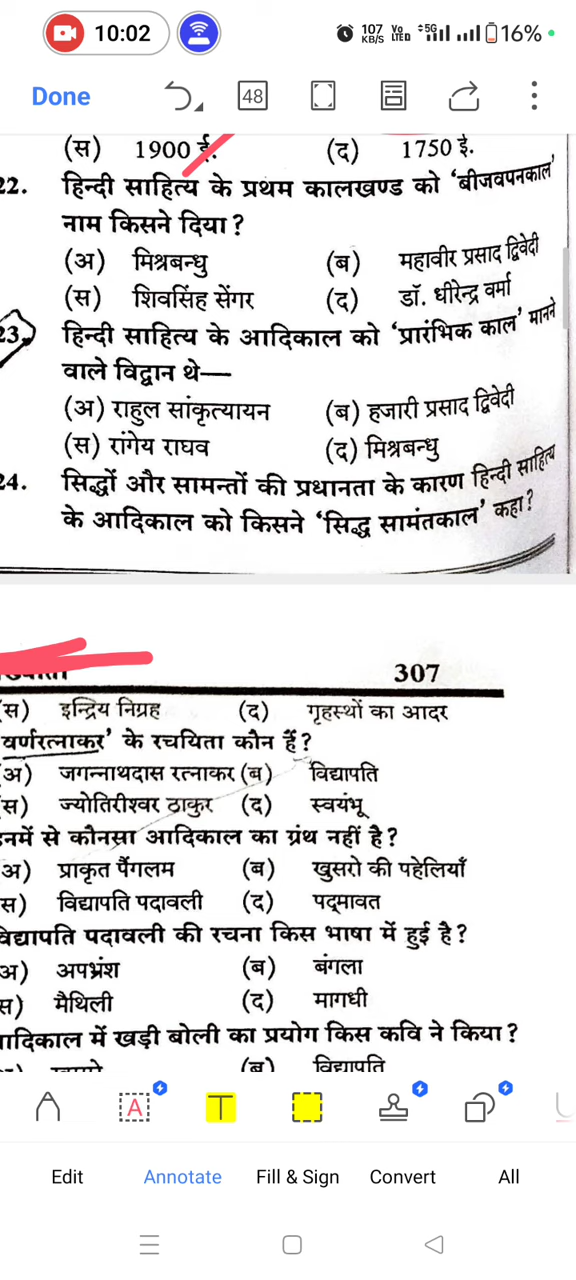 10:02
107 KB/S
Vo LTED
5G
16%
Done
48
(स) 1900 ई. (द) 1750 ई.
22. हिन्दी साहित्य के प्रथम कालखण्ड को ‘बीजवपनकाल’
नाम किसने दिया?
(अ) मिश्रबन्धु (ब) महावीर प्रसाद द्विवेदी
(स) शिवसिंह सेंगर (द) डॉ. धीरेन्द्र वर्मा
23. हिन्दी साहित्य के आदिकाल को ‘प्रारंभिक काल’ मानने
वाले विद्वान थे—
(अ) राहुल सांकृत्यायन (ब) हजारी प्रसाद द्विवेदी
(स) रांगेय राघव (द) मिश्रबन्धु
24. सिद्धों और सामन्तों की प्रधानता के कारण हिन्दी साहित्य
के आदिकाल को किसने ‘सिद्ध सामंतकाल’ कहा?
307
(स) इन्द्रिय निग्रह (द) गृहस्थों का आदर
वर्णरत्नाकर’ के रचयिता कौन हैं?
(अ) जगन्नाथदास रत्नाकर (ब) विद्यापति
(स) ज्योतिरीश्वर ठाकुर (द) स्वयंभू
इनमें से कौनसा आदिकाल का ग्रंथ नहीं है?
(अ) प्राकृत पैंगलम (ब) खुसरो की पहेलियाँ
(स) विद्यापति पदावली (द) पद्मावत
विद्यापति पदावली की रचना किस भाषा में हुई है?
(अ) अपभ्रंश (ब) बंगला
(स) मैथिली (द) मागधी
आदिकाल में खड़ी बोली का प्रयोग किस कवि ने किया?
(ब) विद्यापति
A
T
U
Edit
Annotate
Fill & Sign
Convert
All